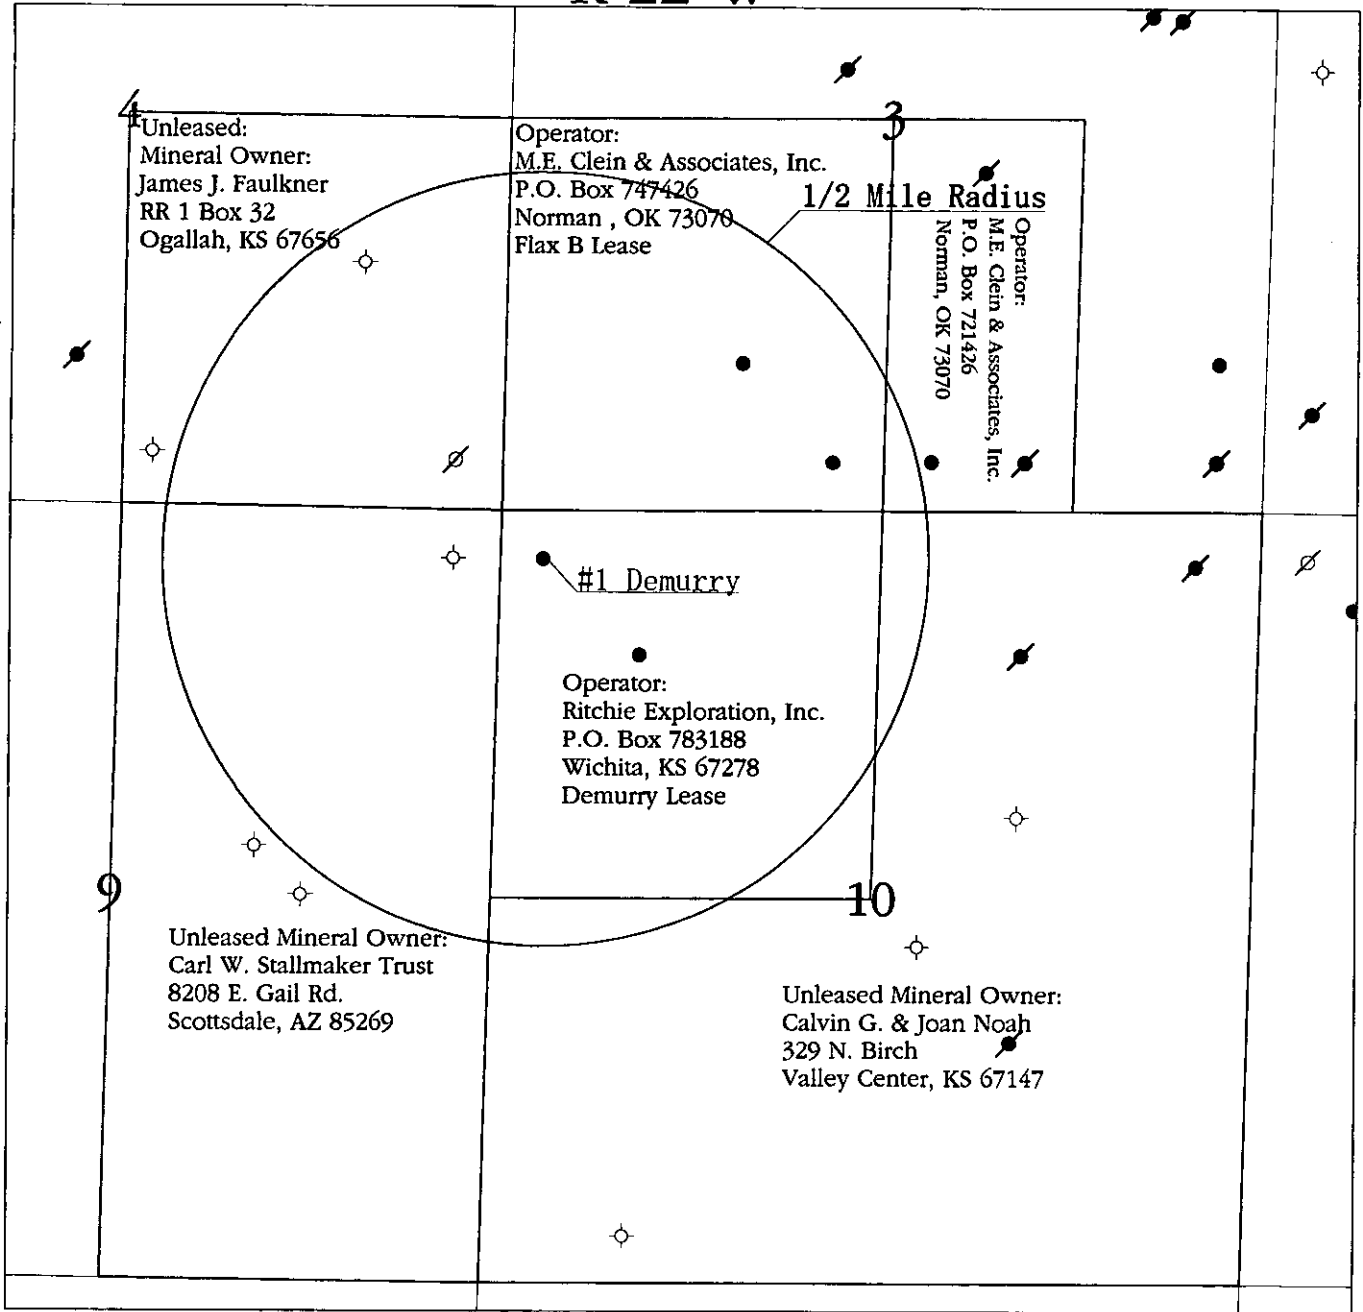 R 22 W
4
3
Unleased:
Mineral Owner:
James J. Faulkner
RR 1 Box 32
Ogallah, KS 67656
Operator:
M.E. Clein & Associates, Inc.
P.O. Box 747426
Norman , OK 73070
Flax B Lease
1/2 Mile Radius
Operator:
M.E. Clein & Associates, Inc.
P.O. Box 721426
Norman, OK 73070
#1 Demurry
Operator:
Ritchie Exploration, Inc.
P.O. Box 783188
Wichita, KS 67278
Demurry Lease
9
10
Unleased Mineral Owner:
Carl W. Stallmaker Trust
8208 E. Gail Rd.
Scottsdale, AZ 85269
Unleased Mineral Owner:
Calvin G. & Joan Noah
329 N. Birch
Valley Center, KS 67147